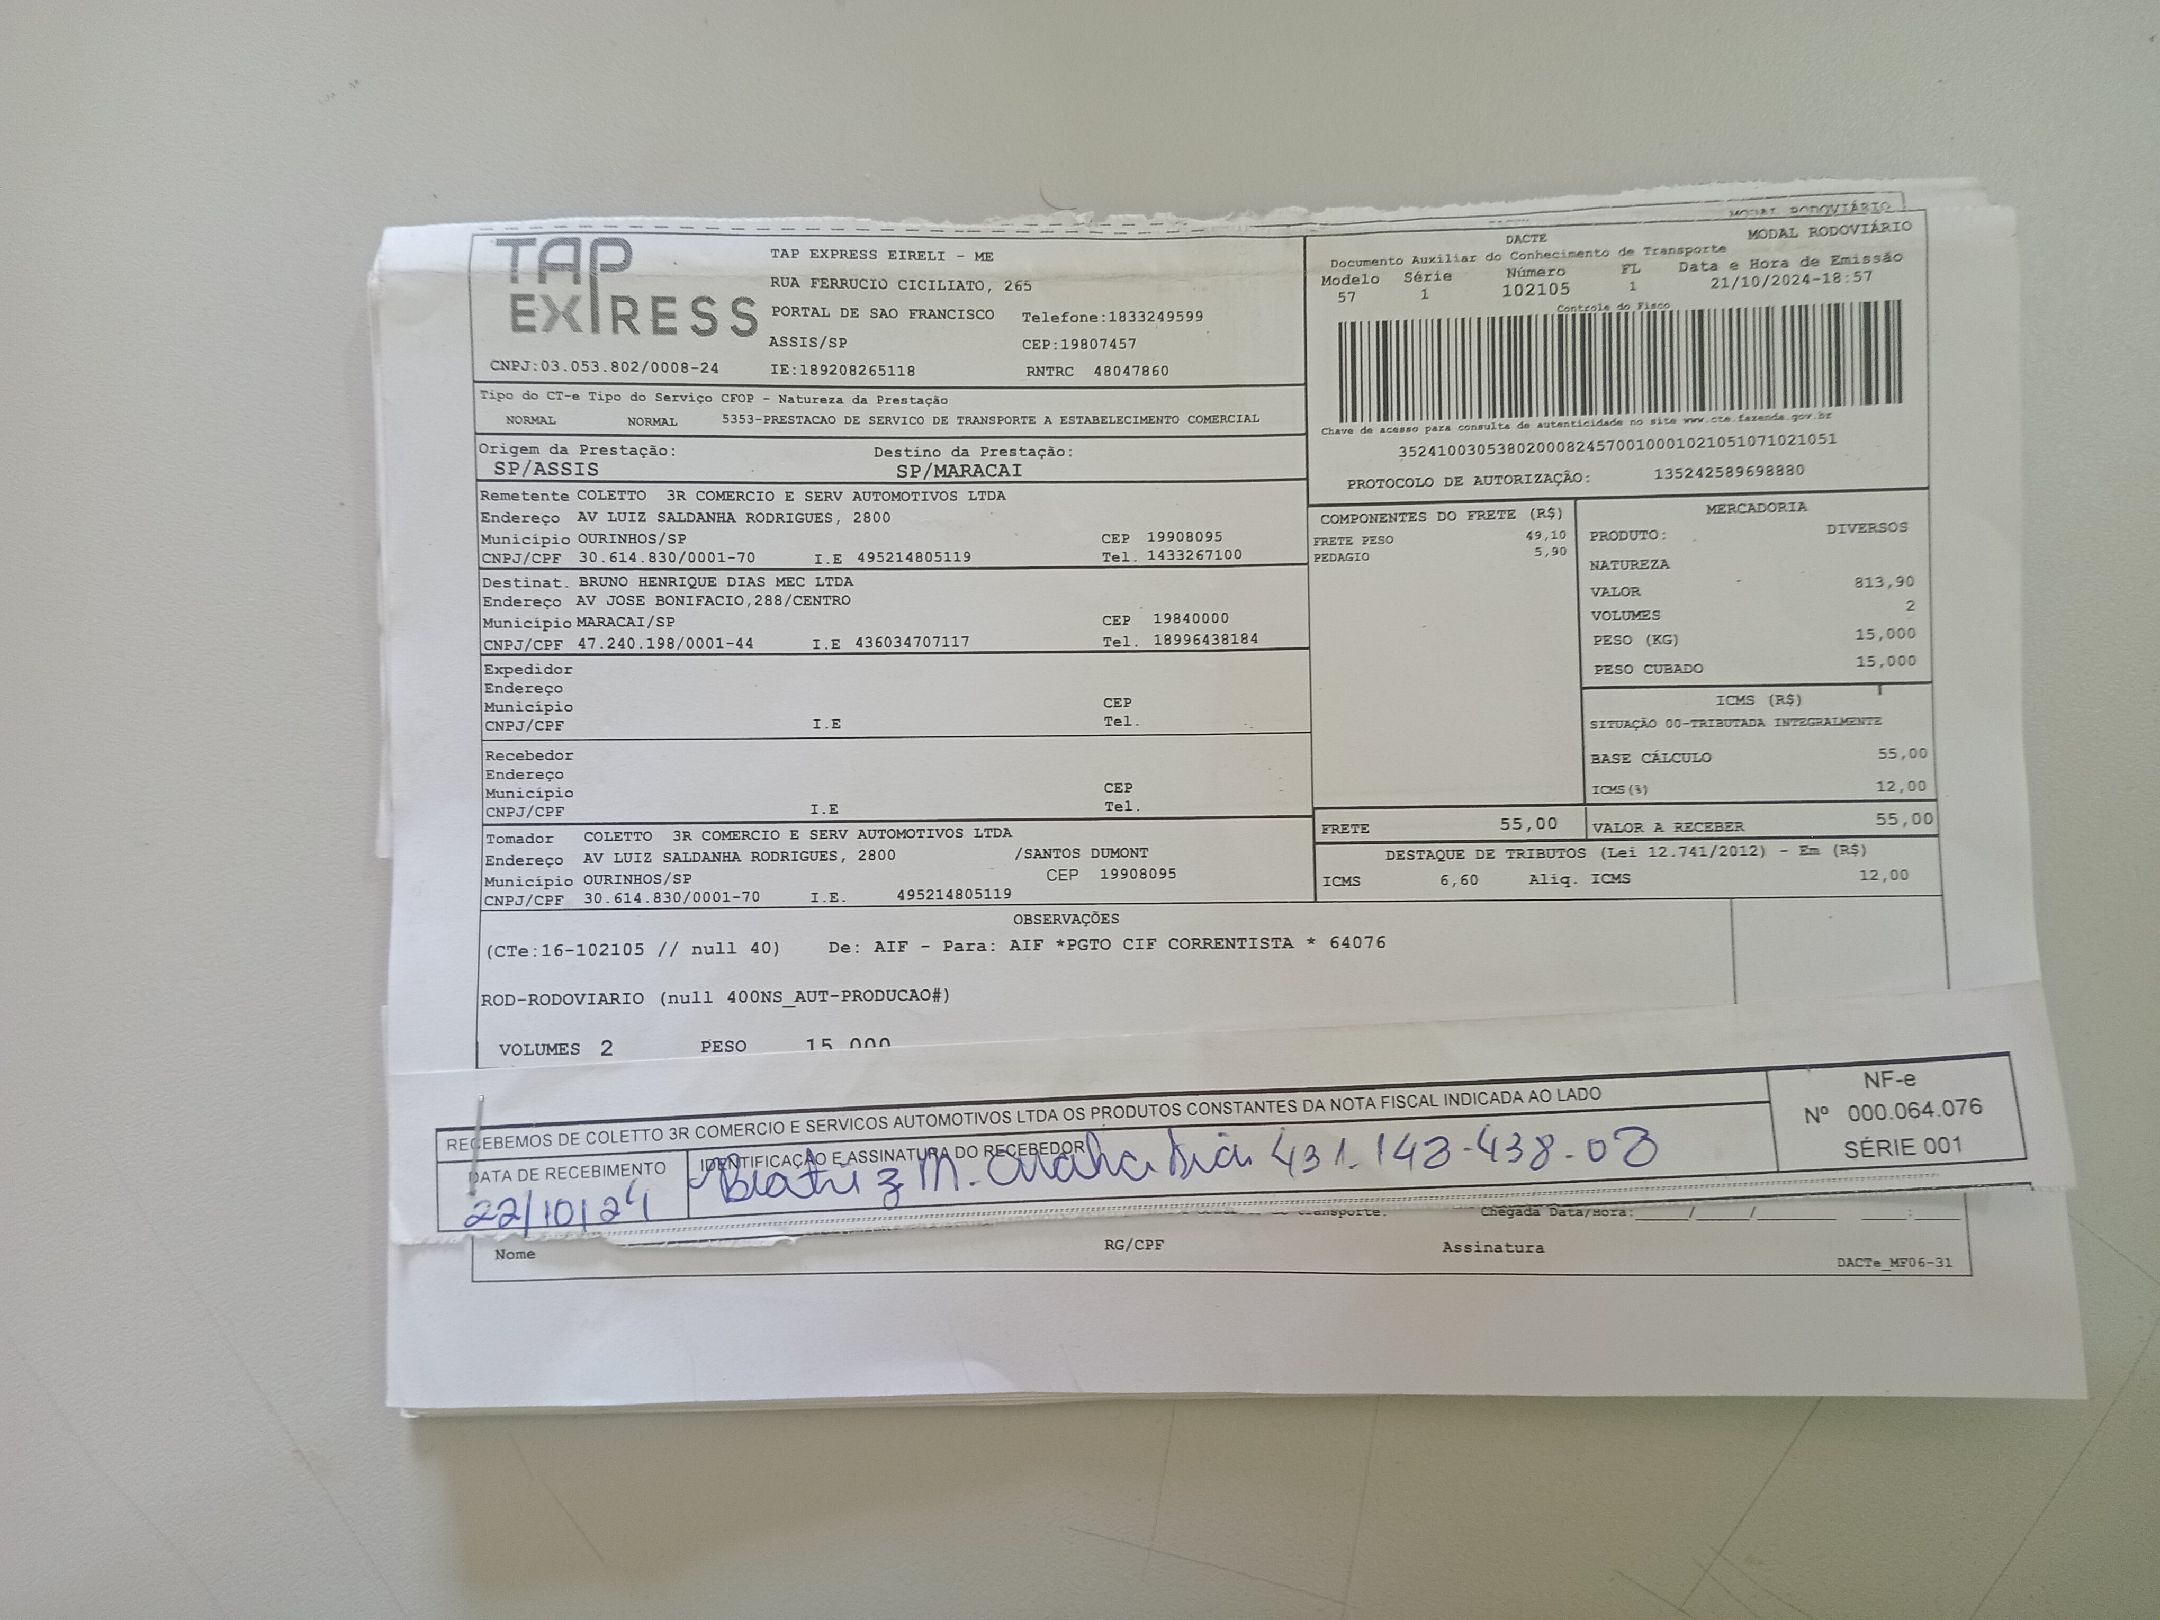 MODAL RODOVIÁRIO
TAP EXPRESS
TAP EXPRESS EIRELI - ME
RUA FERRUCIO CICILIATO, 265
PORTAL DE SAO FRANCISCO Telefone:1833249599
ASSIS/SP CEP:19807457
CNPJ:03.053.802/0008-24 IE:189208265118 RNTRC 48047860
DACTE MODAL RODOVIÁRIO
Documento Auxiliar do Conhecimento de Transporte
Modelo Série Número FL Data e Hora de Emissão
57 1 102105 1 21/10/2024-18:57
Controle do Fisco
Chave de acesso para consulta de autenticidade no site www.cte.fazenda.gov.br
35241003053802000824570010001021051071021051
PROTOCOLO DE AUTORIZAÇÃO: 135242589698880
Tipo do CT-e Tipo do Serviço CFOP - Natureza da Prestação
NORMAL NORMAL 5353-PRESTACAO DE SERVICO DE TRANSPORTE A ESTABELECIMENTO COMERCIAL
Origem da Prestação: Destino da Prestação:
SP/ASSIS SP/MARACAI
Remetente COLETTO 3R COMERCIO E SERV AUTOMOTIVOS LTDA
Endereço AV LUIZ SALDANHA RODRIGUES, 2800
Município OURINHOS/SP CEP 19908095
CNPJ/CPF 30.614.830/0001-70 I.E 495214805119 Tel. 1433267100
Destinat. BRUNO HENRIQUE DIAS MEC LTDA
Endereço AV JOSE BONIFACIO,288/CENTRO
Município MARACAI/SP CEP 19840000
CNPJ/CPF 47.240.198/0001-44 I.E 436034707117 Tel. 18996438184
Expedidor
Endereço
Município CEP
CNPJ/CPF I.E Tel.
Recebedor
Endereço
Município CEP
CNPJ/CPF I.E Tel.
Tomador COLETTO 3R COMERCIO E SERV AUTOMOTIVOS LTDA
Endereço AV LUIZ SALDANHA RODRIGUES, 2800 /SANTOS DUMONT
Município OURINHOS/SP CEP 19908095
CNPJ/CPF 30.614.830/0001-70 I.E. 495214805119
COMPONENTES DO FRETE (R$)
FRETE PESO 49,10
PEDAGIO 5,90
MERCADORIA
PRODUTO: DIVERSOS
NATUREZA
VALOR 813,90
VOLUMES 2
PESO (KG) 15,000
PESO CUBADO 15,000
ICMS (R$)
SITUAÇÃO 00-TRIBUTADA INTEGRALMENTE
BASE CÁLCULO 55,00
ICMS(%) 12,00
FRETE 55,00 VALOR A RECEBER 55,00
DESTAQUE DE TRIBUTOS (Lei 12.741/2012) - Em (R$)
ICMS 6,60 Aliq. ICMS 12,00
OBSERVAÇÕES
(CTe:16-102105 // null 40) De: AIF - Para: AIF *PGTO CIF CORRENTISTA * 64076
ROD-RODOVIARIO (null 400NS_AUT-PRODUCAO#)
VOLUMES 2 PESO 15 000
RECEBEMOS DE COLETTO 3R COMERCIO E SERVICOS AUTOMOTIVOS LTDA OS PRODUTOS CONSTANTES DA NOTA FISCAL INDICADA AO LADO
DATA DE RECEBIMENTO IDENTIFICAÇÃO E ASSINATURA DO RECEBEDOR
22/10/24 Beatriz M. 431.143-438-03
NF-e
Nº 000.064.076
SÉRIE 001
transporte. Chegada Data/Hora:____/____/______ ___:___
Nome RG/CPF Assinatura
DACTe_MF06-31